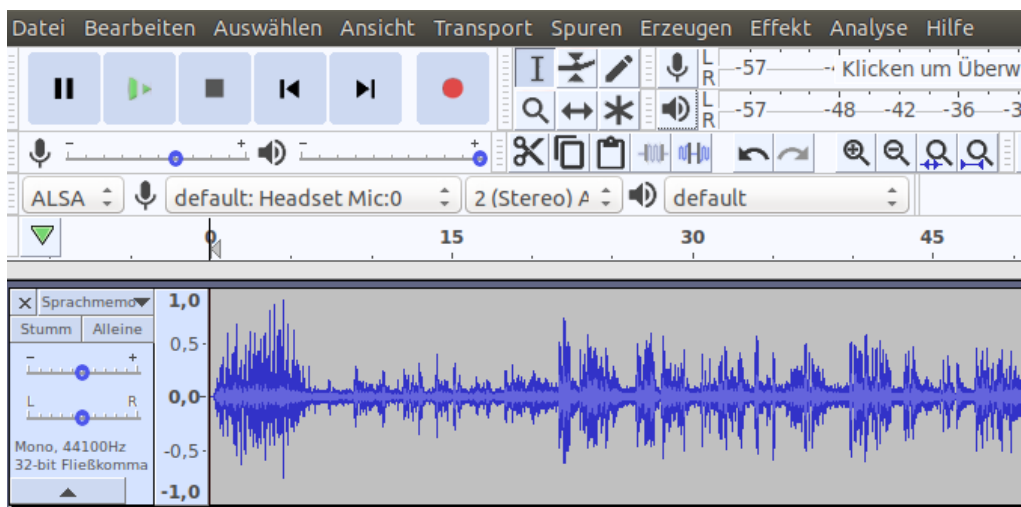 Datei Bearbeiten Auswählen Ansicht Transport Spuren Erzeugen Effekt Analyse Hilfe
L R -57 Klicken um Überw
L R -57 -48 -42 -36 -3
- + - +
ALSA default: Headset Mic:0 2 (Stereo) A default
0 15 30 45
X Sprachmemo 1,0
Stumm Alleine
0,5
- +
0,0
L R
Mono, 44100Hz -0,5
32-bit Fließkomma
-1,0